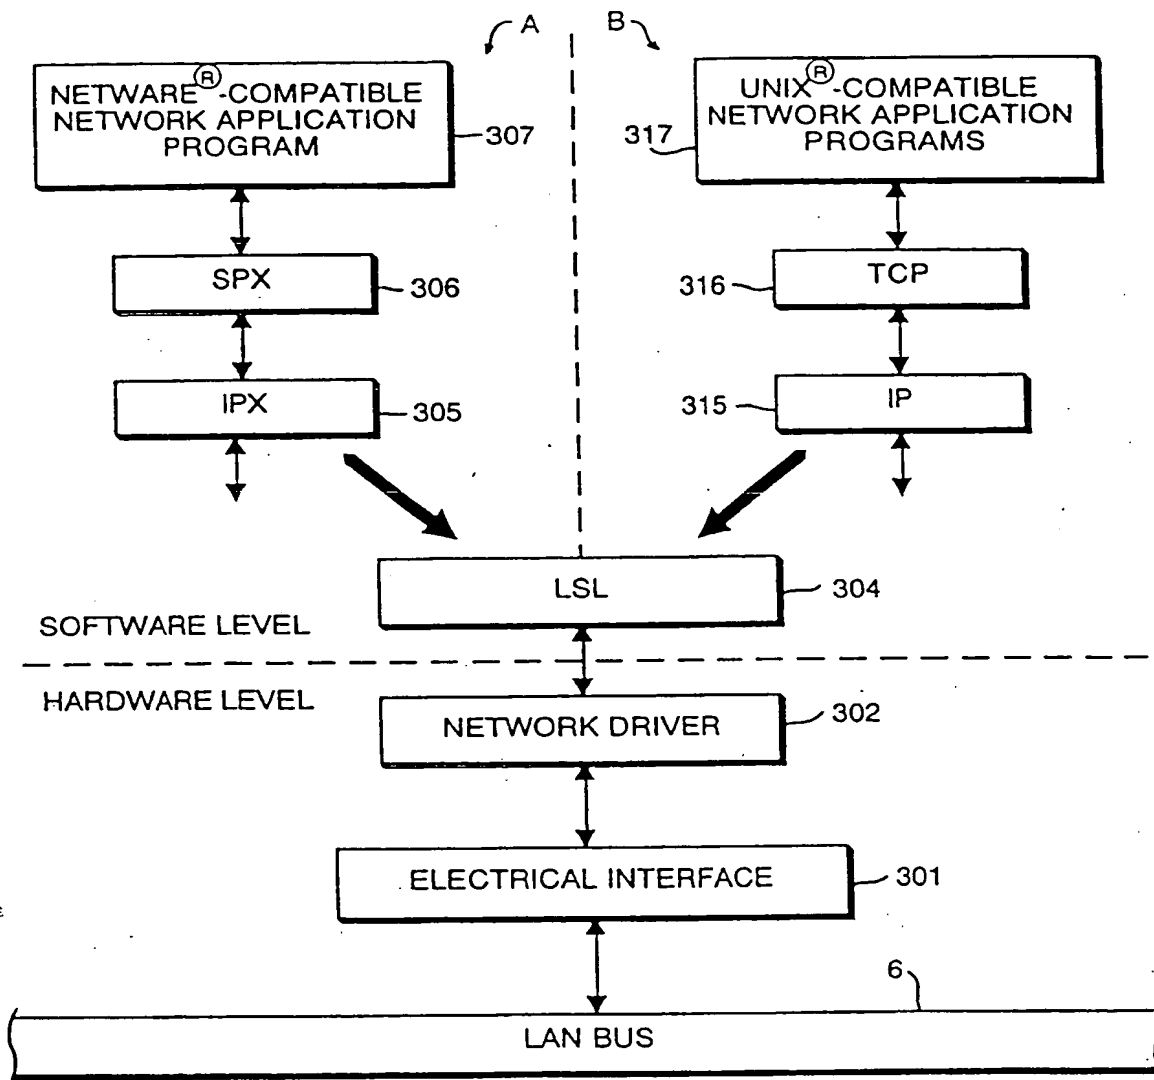 A
B
NETWARE®-COMPATIBLE
NETWORK APPLICATION
PROGRAM
307
UNIX®-COMPATIBLE
NETWORK APPLICATION
PROGRAMS
317
SPX
306
TCP
316
IPX
305
IP
315
LSL
304
SOFTWARE LEVEL
HARDWARE LEVEL
NETWORK DRIVER
302
ELECTRICAL INTERFACE
301
6
LAN BUS